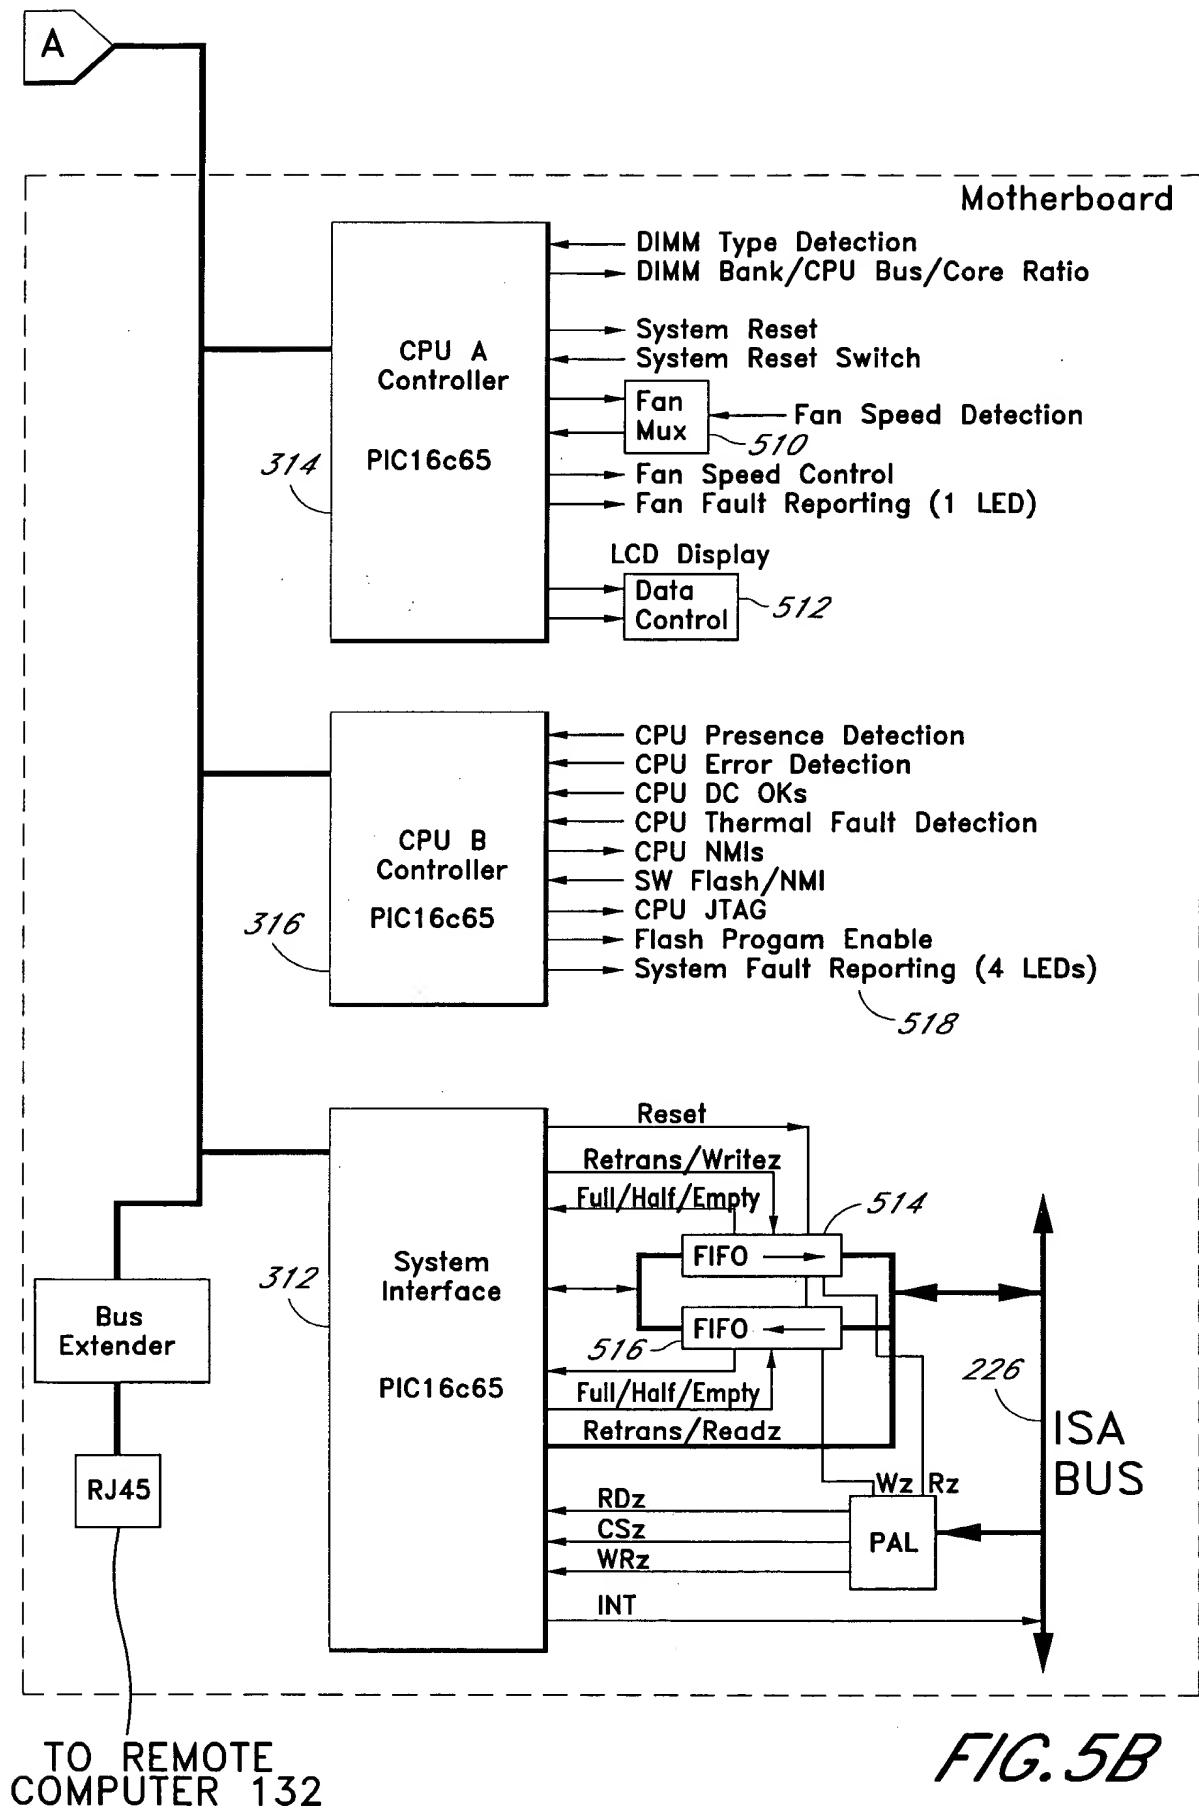 A
Motherboard
CPU A
Controller
PIC16c65
314
DIMM Type Detection
DIMM Bank/CPU Bus/Core Ratio
System Reset
System Reset Switch
Fan
Mux
Fan Speed Detection
510
Fan Speed Control
Fan Fault Reporting (1 LED)
LCD Display
Data
Control
512
CPU B
Controller
PIC16c65
316
CPU Presence Detection
CPU Error Detection
CPU DC OKs
CPU Thermal Fault Detection
CPU NMIs
SW Flash/NMI
CPU JTAG
Flash Progam Enable
System Fault Reporting (4 LEDs)
518
System
Interface
PIC16c65
312
Reset
Retrans/Writez
Full/Half/Empty
514
FIFO
FIFO
516
Full/Half/Empty
Retrans/Readz
Wz Rz
RDz
CSz
WRz
INT
PAL
226
ISA
BUS
Bus
Extender
RJ45
TO REMOTE
COMPUTER 132
FIG. 5B